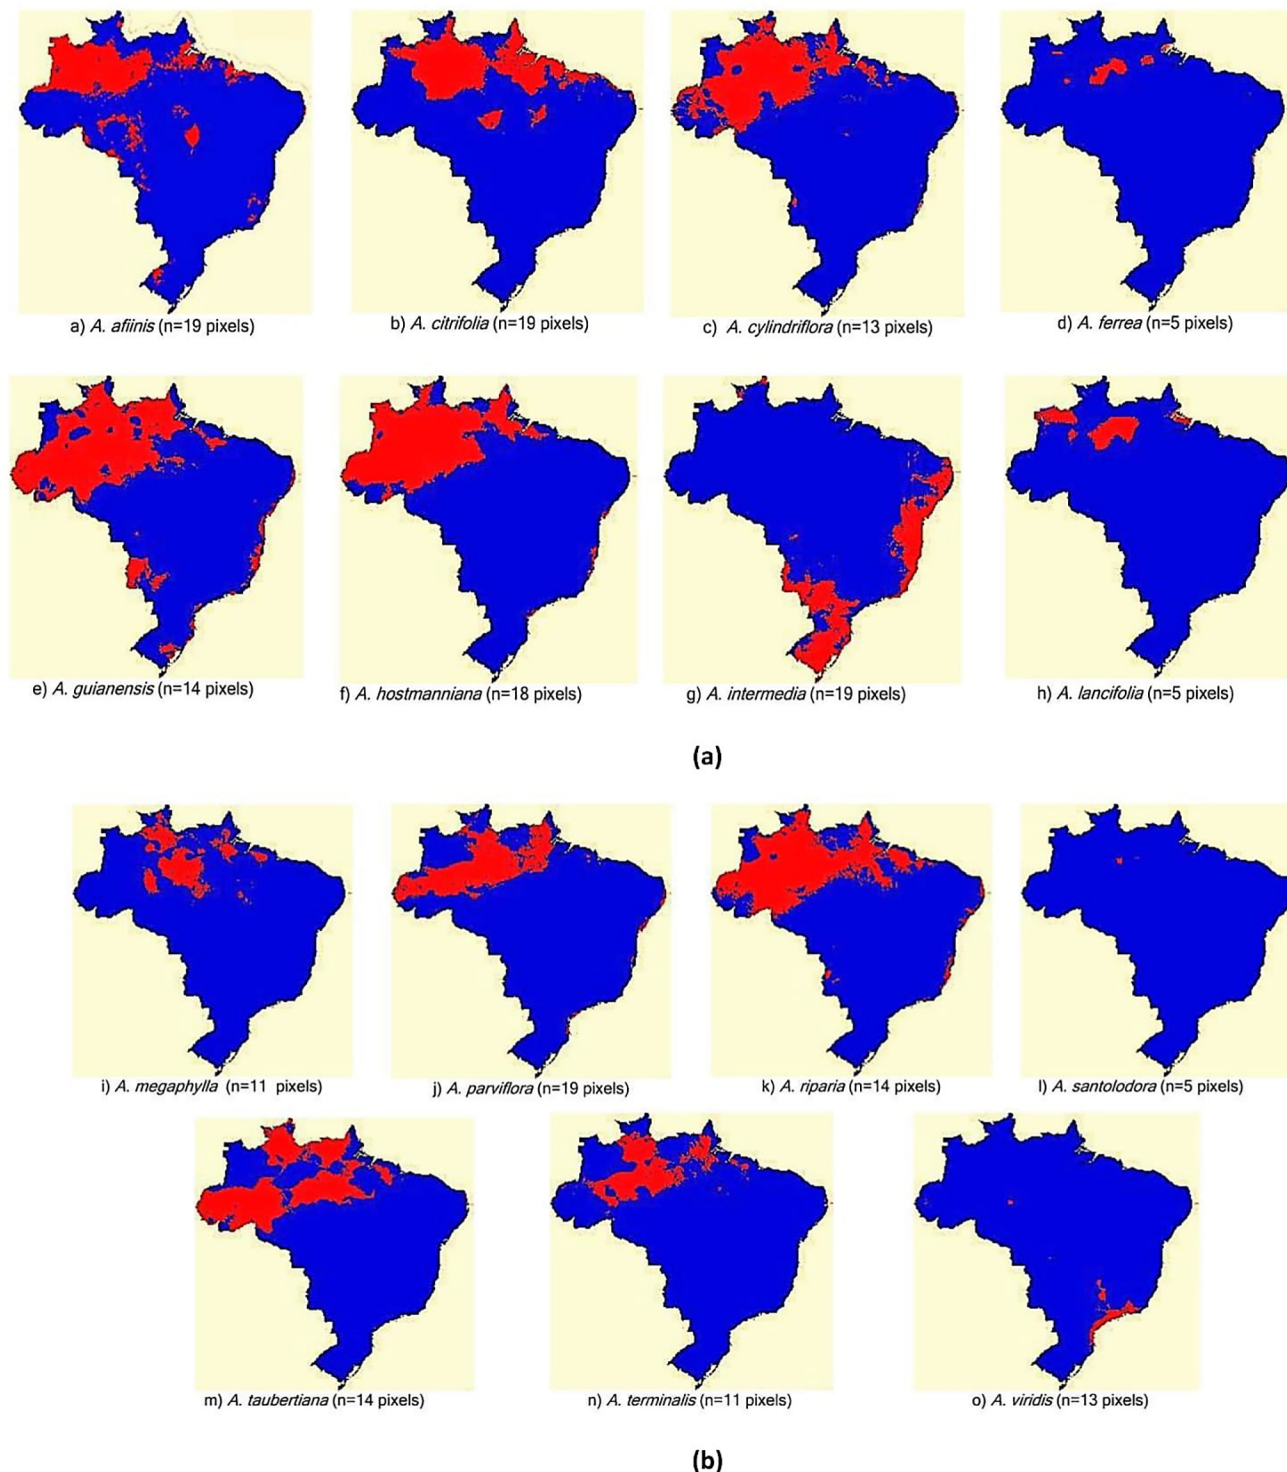 a) A. afiinis (n=19 pixels)
b) A. citrifolia (n=19 pixels)
c) A. cylindriflora (n=13 pixels)
d) A. ferrea (n=5 pixels)
e) A. guianensis (n=14 pixels)
f) A. hostmanniana (n=18 pixels)
g) A. intermedia (n=19 pixels)
h) A. lancifolia (n=5 pixels)
(a)
i) A. megaphylla (n=11 pixels)
j) A. parviflora (n=19 pixels)
k) A. riparia (n=14 pixels)
l) A. santolodora (n=5 pixels)
m) A. taubertiana (n=14 pixels)
n) A. terminalis (n=11 pixels)
o) A. viridis (n=13 pixels)
(b)